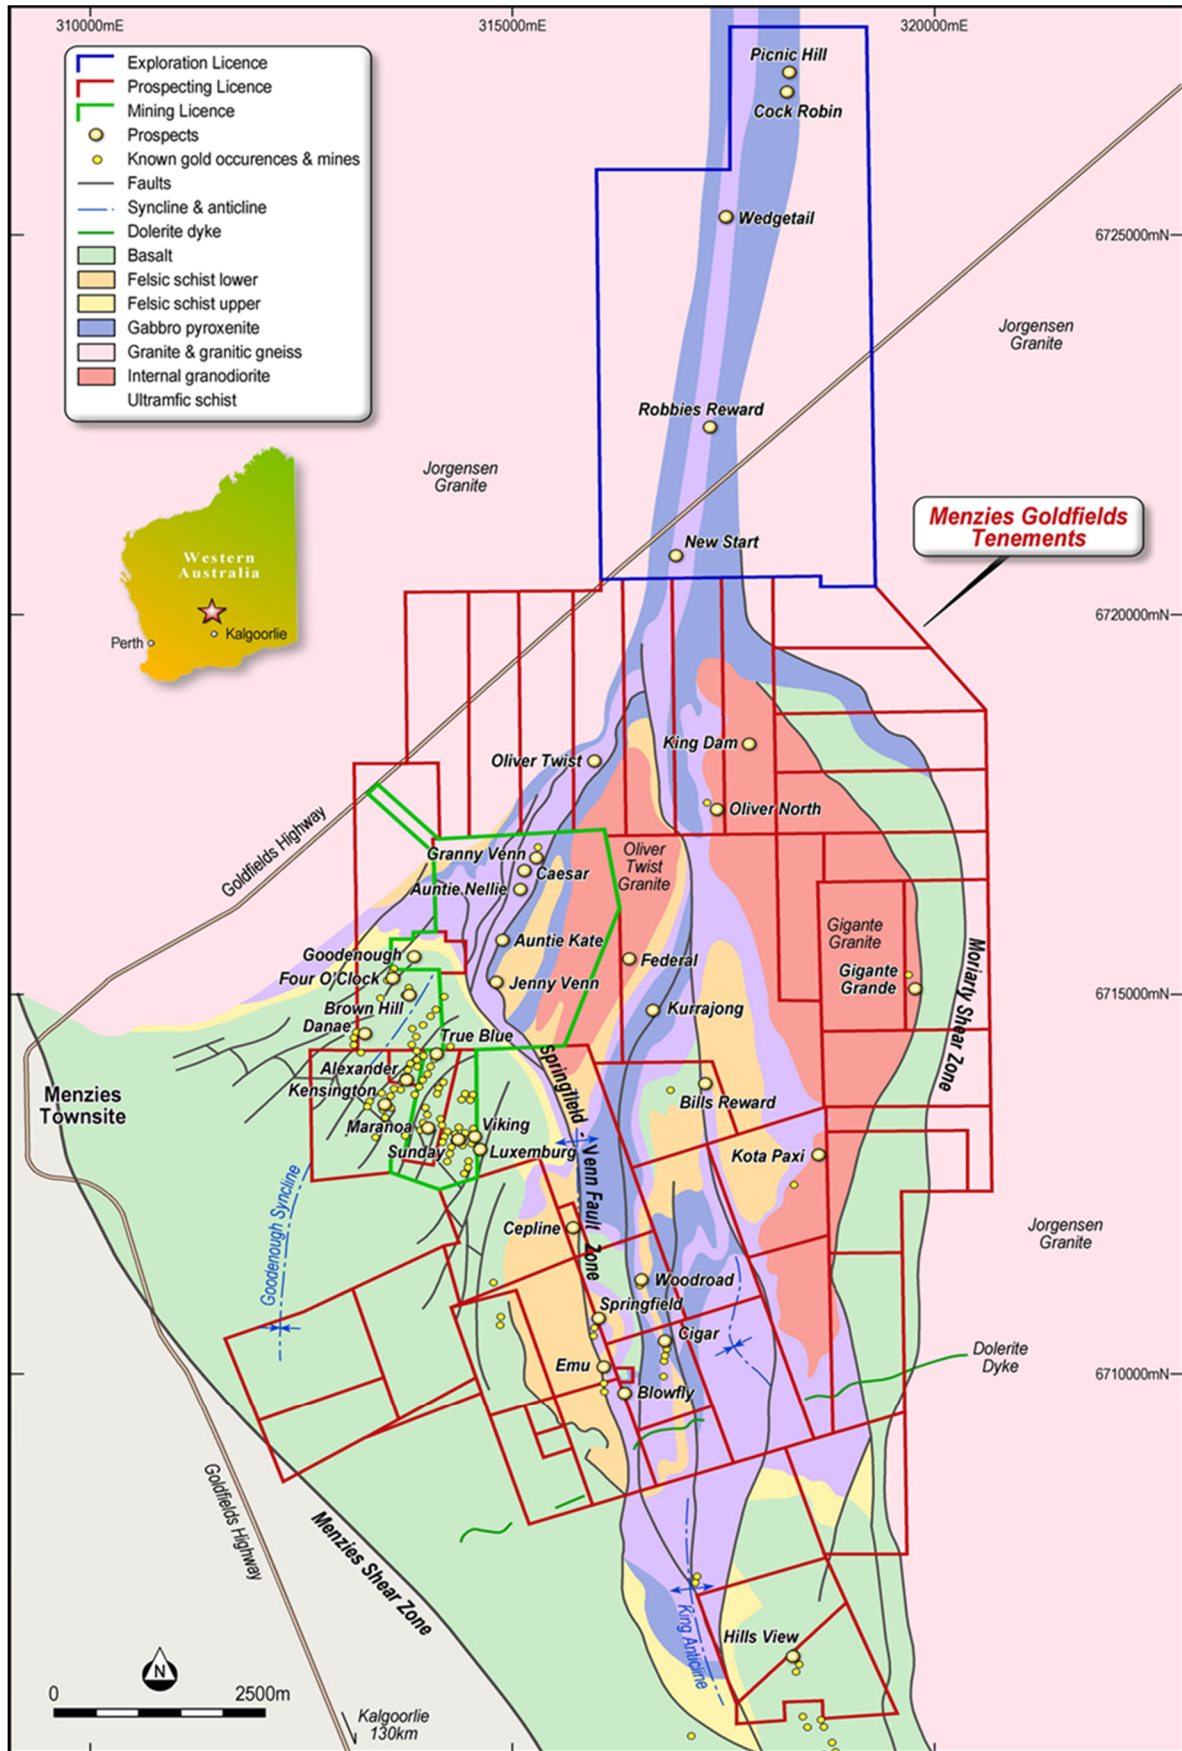 310000mE
315000mE
320000mE
Exploration Licence
Prospecting Licence
Mining Licence
Prospects
Known gold occurences & mines
Faults
Syncline & anticline
Dolerite dyke
Basalt
Felsic schist lower
Felsic schist upper
Gabbro pyroxenite
Granite & granitic gneiss
Internal granodiorite
Ultramfic schist
Picnic Hill
Cock Robin
Wedgetail
6725000mN
Jorgensen
Granite
Robbies Reward
Jorgensen
Granite
Menzies Goldfields
Tenements
New Start
Western
Australia
Perth
Kalgoorlie
6720000mN
King Dam
Oliver Twist
Oliver North
Goldfields Highway
Granny Venn
Caesar
Auntie Nellie
Oliver
Twist
Granite
Gigante
Granite
Auntie Kate
Goodenough
Federal
Four O'Clock
Jenny Venn
Gigante
Grande
Moriarty Shear Zone
6715000mN
Brown Hill
Kurrajong
Danae
True Blue
Springfield - Venn Fault Zone
Alexander
Kensington
Menzies
Townsite
Bills Reward
Maranoa
Viking
Sunday
Luxemburg
Kota Paxi
Goodenough Syncline
Cepline
Jorgensen
Granite
Woodroad
Springfield
Cigar
Emu
Dolerite
Dyke
6710000mN
Blowfly
Goldfields Highway
Menzies Shear Zone
King Anticline
Hills View
N
0
2500m
Kalgoorlie
130km